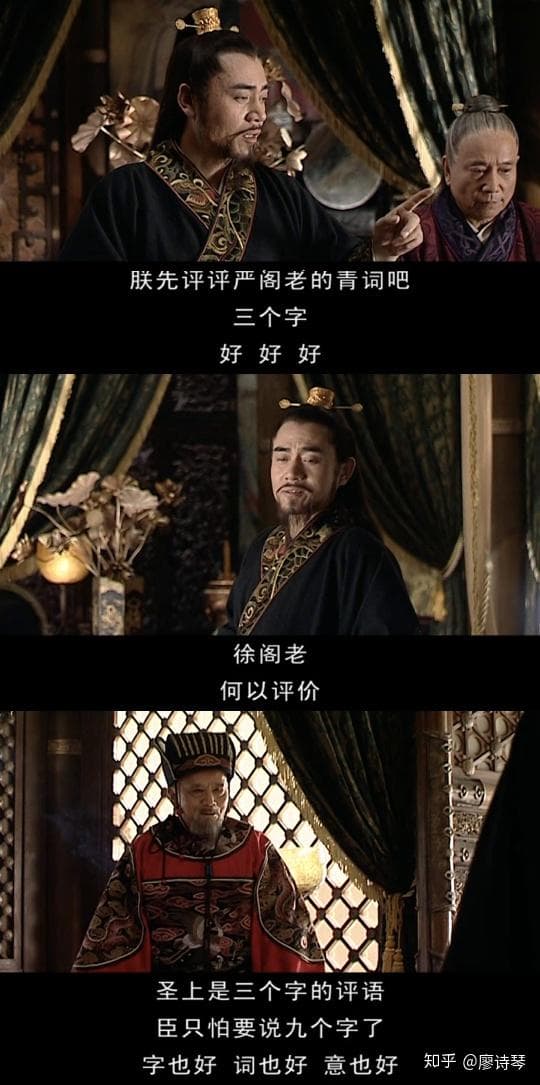 朕先评评严阁老的青词吧
三个字
好 好 好
徐阁老
何以评价
圣上是三个字的评语
臣只怕要说九个字了
字也好 词也好 意也好
知乎 @廖诗琴